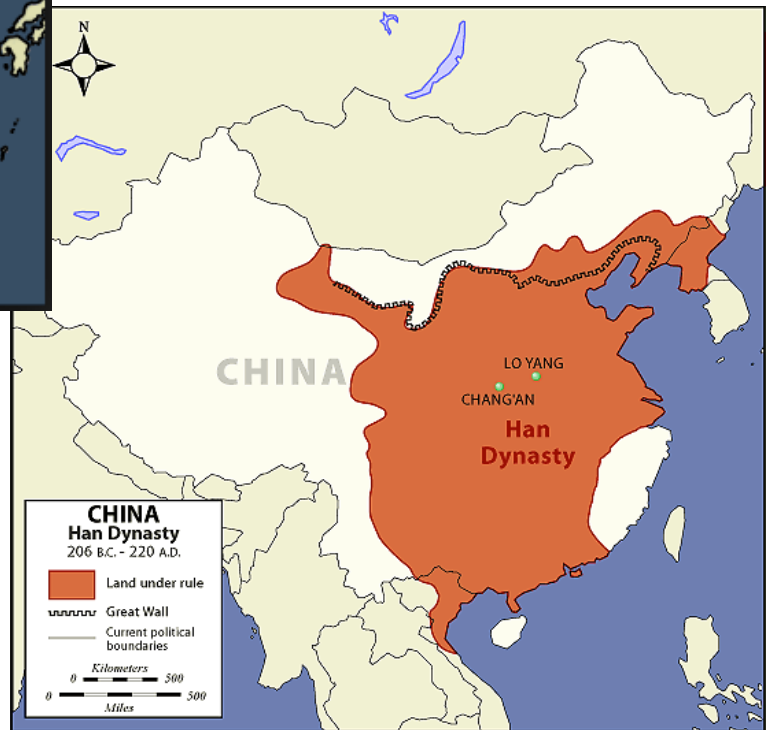 N
CHINA
LO YANG
CHANG'AN
Han
Dynasty
CHINA
Han Dynasty
206 B.C. - 220 A.D.
Land under rule
Great Wall
Current political
boundaries
Kilometers
0 500
0 500
Miles